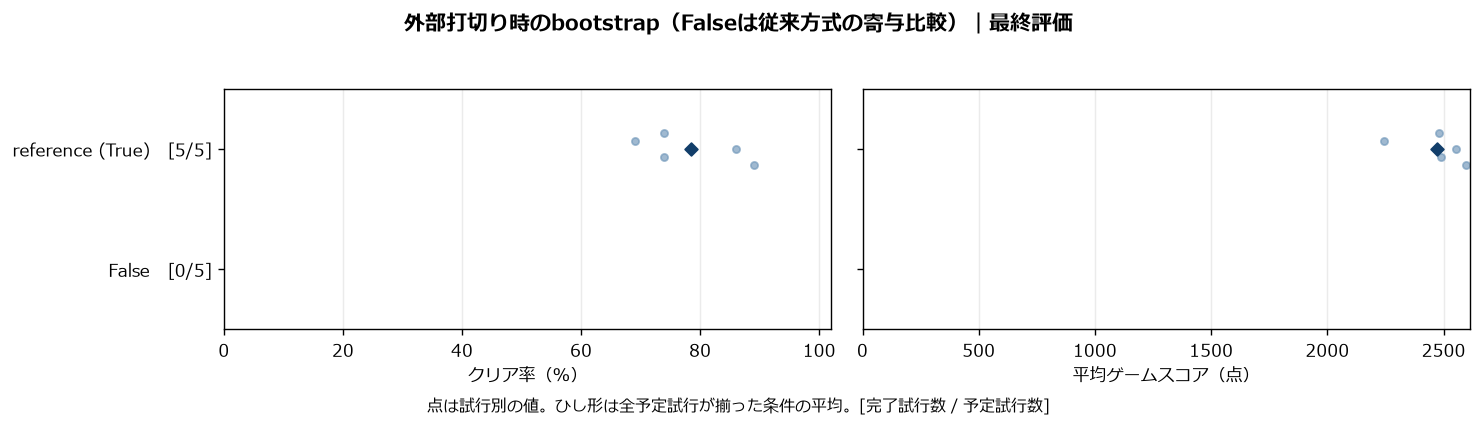 外部打切り時のbootstrap（Falseは従来方式の寄与比較）｜最終評価
reference (True) [5/5]
False [0/5]
0 20 40 60 80 100
クリア率（%）
0 500 1000 1500 2000 2500
平均ゲームスコア（点）
点は試行別の値。ひし形は全予定試行が揃った条件の平均。[完了試行数 / 予定試行数]